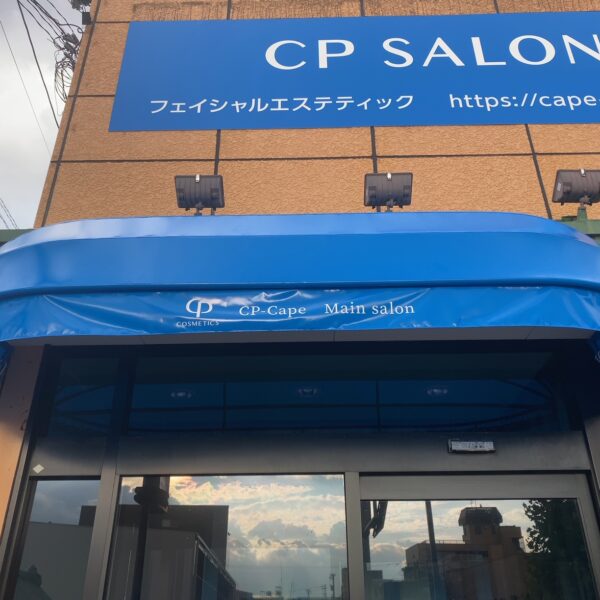 CP SALON
フェイシャルエステティック https://cape
CP COSMETICS CP-Cape Main salon